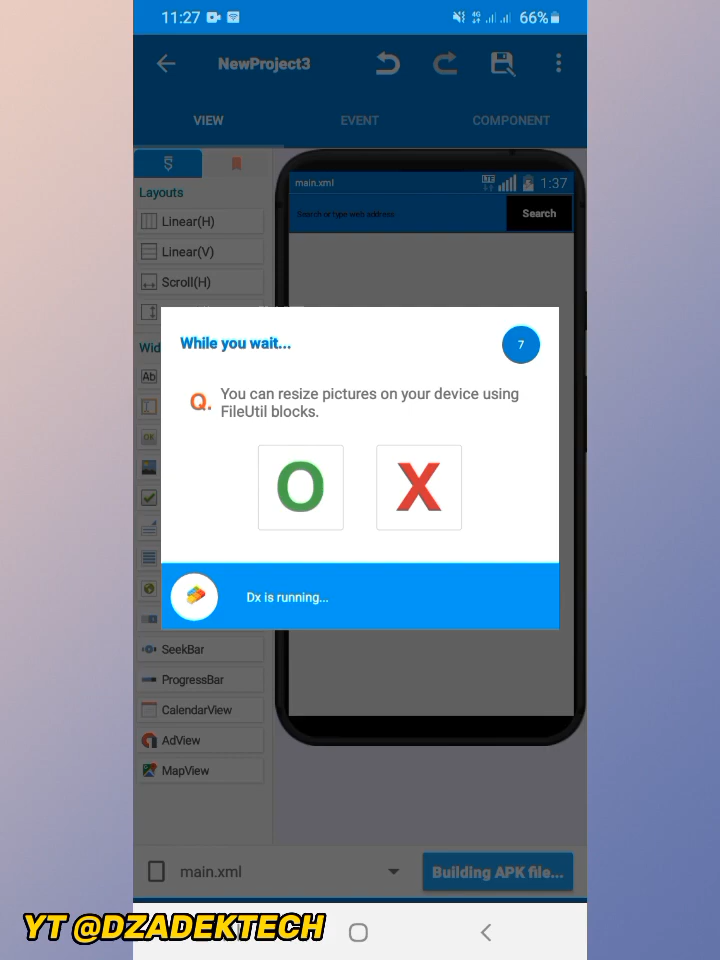 11:27 4G 66%
NewProject3
VIEW EVENT COMPONENT
Layouts
main.xml LTE 1:37
Linear(H)
Search or type web address
Search
Linear(V)
Scroll(H)
While you wait...
7
Wid
Ab
Q. You can resize pictures on your device using
FileUtil blocks.
OK
O X
Dx is running...
SeekBar
ProgressBar
CalendarView
AdView
MapView
main.xml
Building APK file...
YT @DZADEKTECH